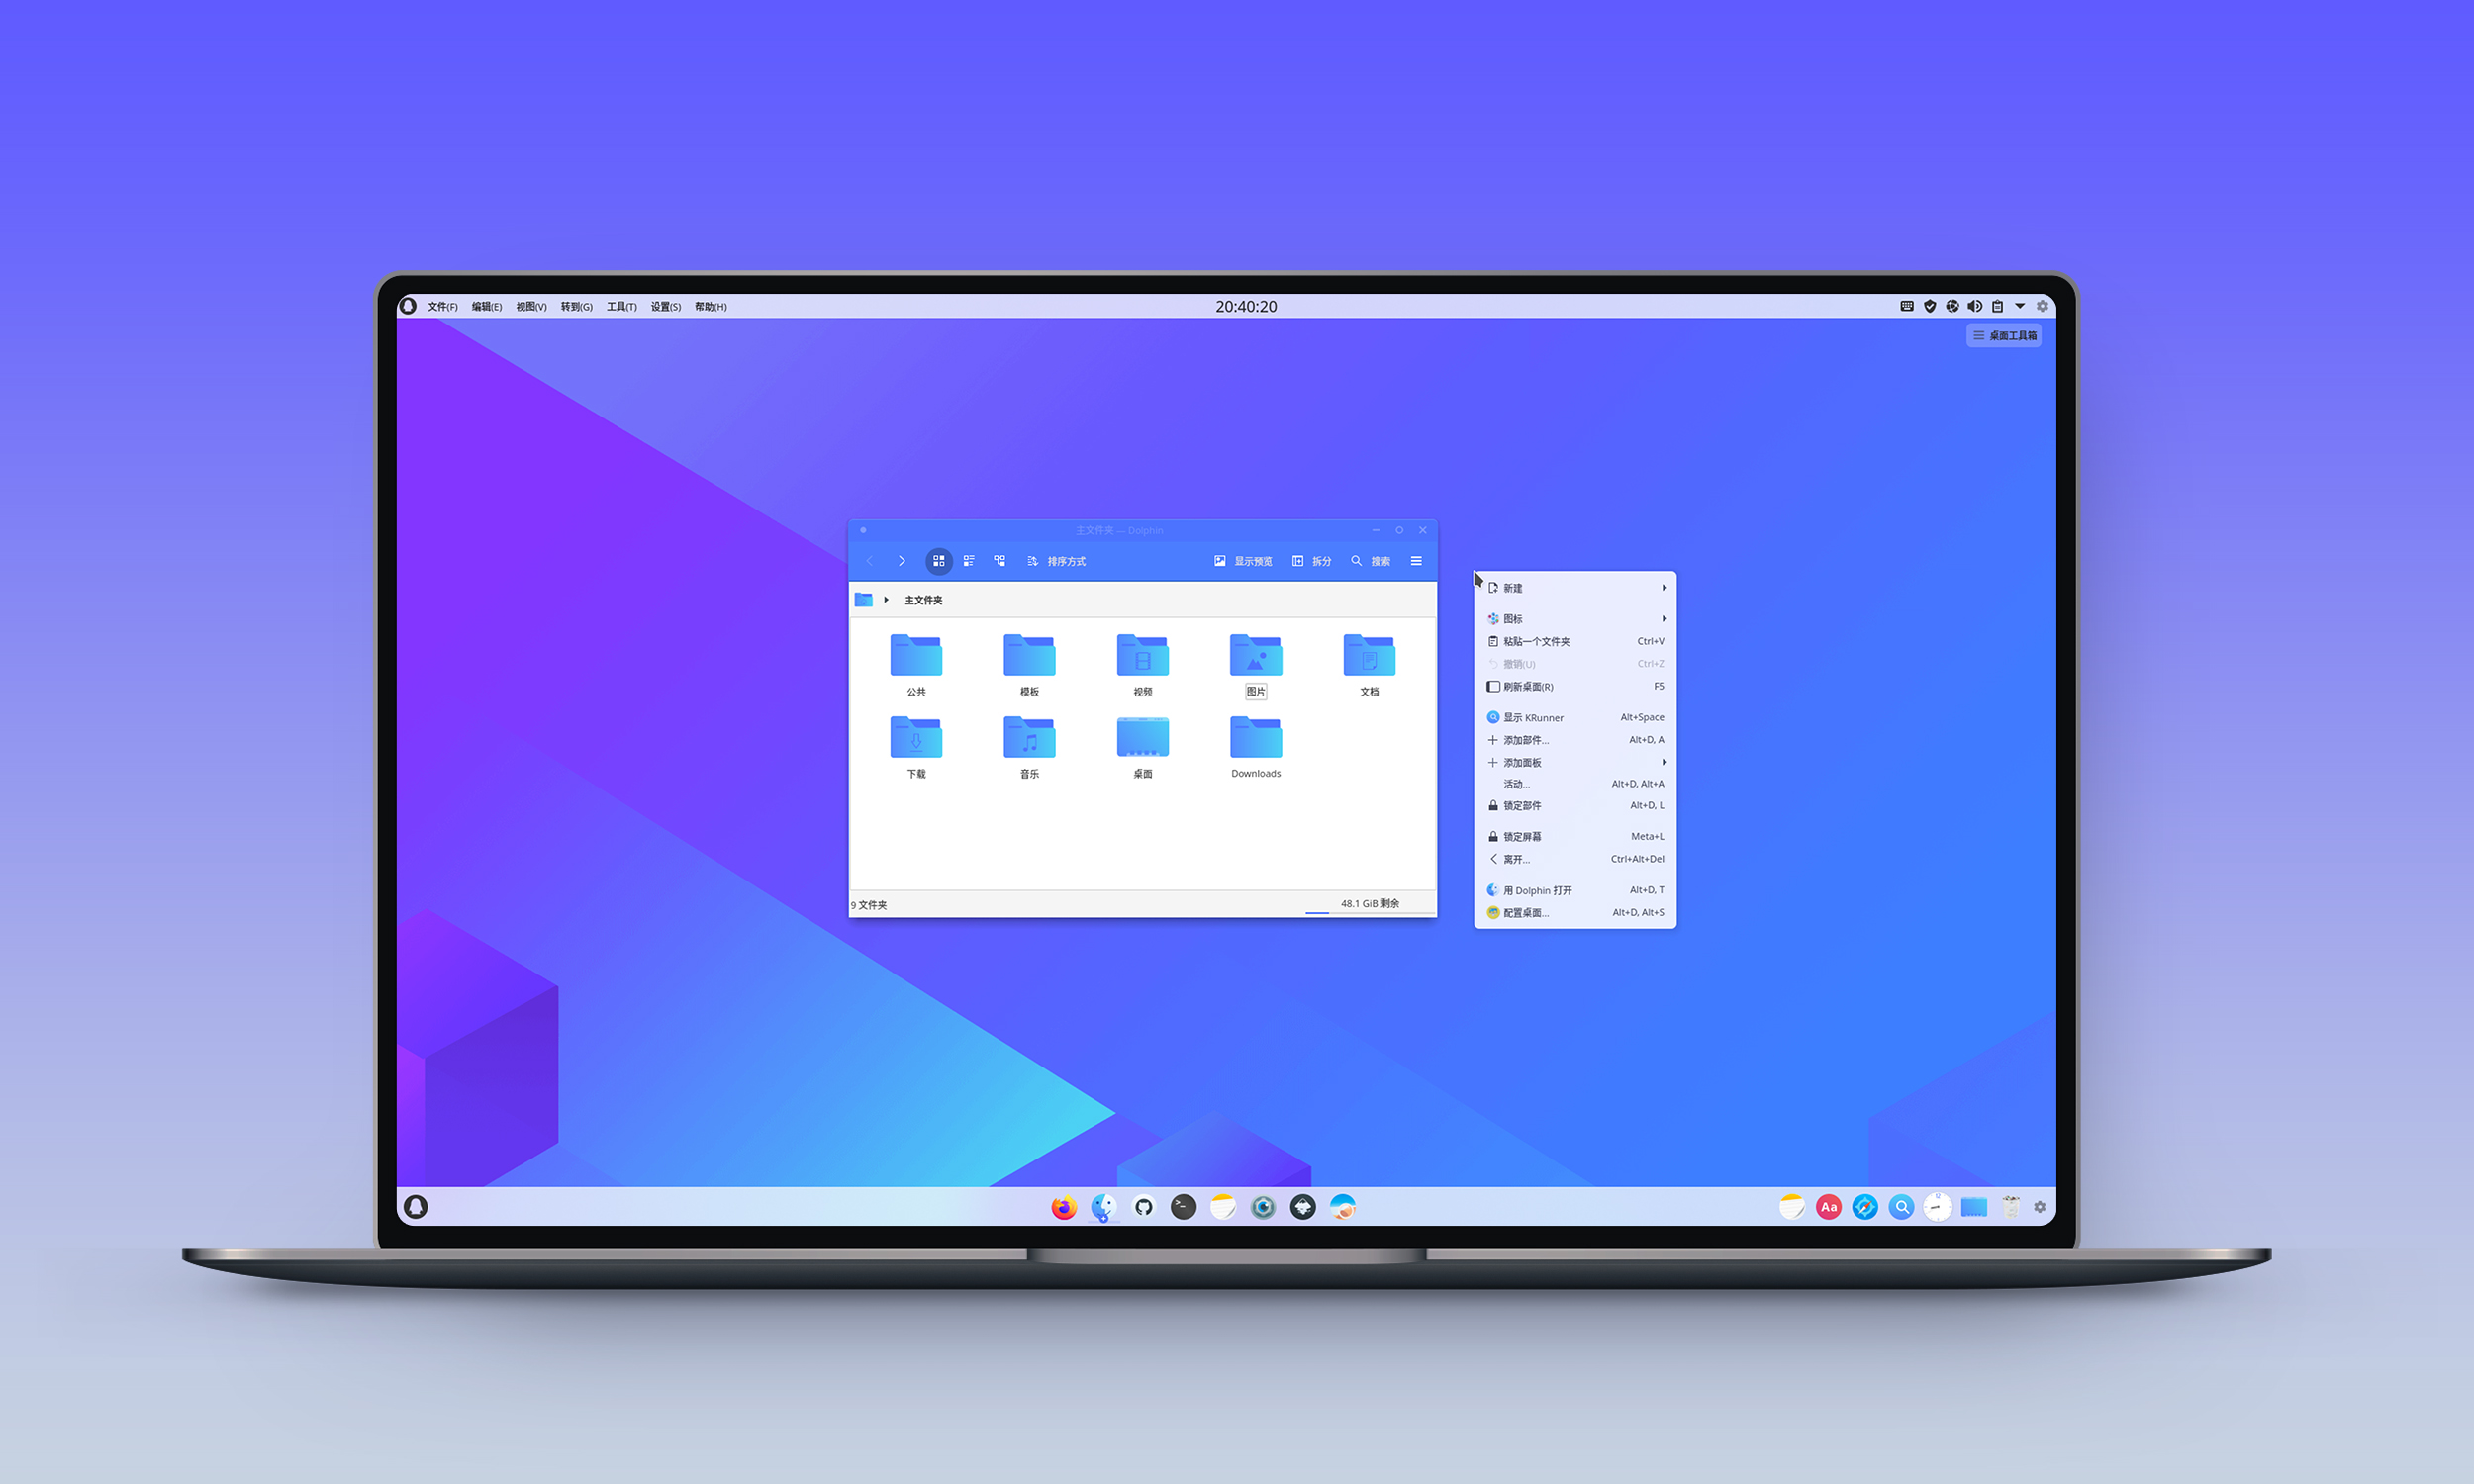 文件(F) 编辑(E) 视图(V) 转到(G) 工具(T) 设置(S) 帮助(H) 20:40:20
桌面工具箱
主文件夹 — Dolphin
排序方式 显示预览 拆分 搜索
主文件夹
公共 模板 视频 图片 文档
下载 音乐 桌面 Downloads
9 文件夹 48.1 GiB 剩余
新建
图标
粘贴一个文件夹 Ctrl+V
撤销(U) Ctrl+Z
刷新桌面(R) F5
显示 KRunner Alt+Space
添加部件... Alt+D, A
添加面板
活动... Alt+D, Alt+A
锁定部件 Alt+D, L
锁定屏幕 Meta+L
离开... Ctrl+Alt+Del
用 Dolphin 打开 Alt+D, T
配置桌面... Alt+D, Alt+S
Aa
12